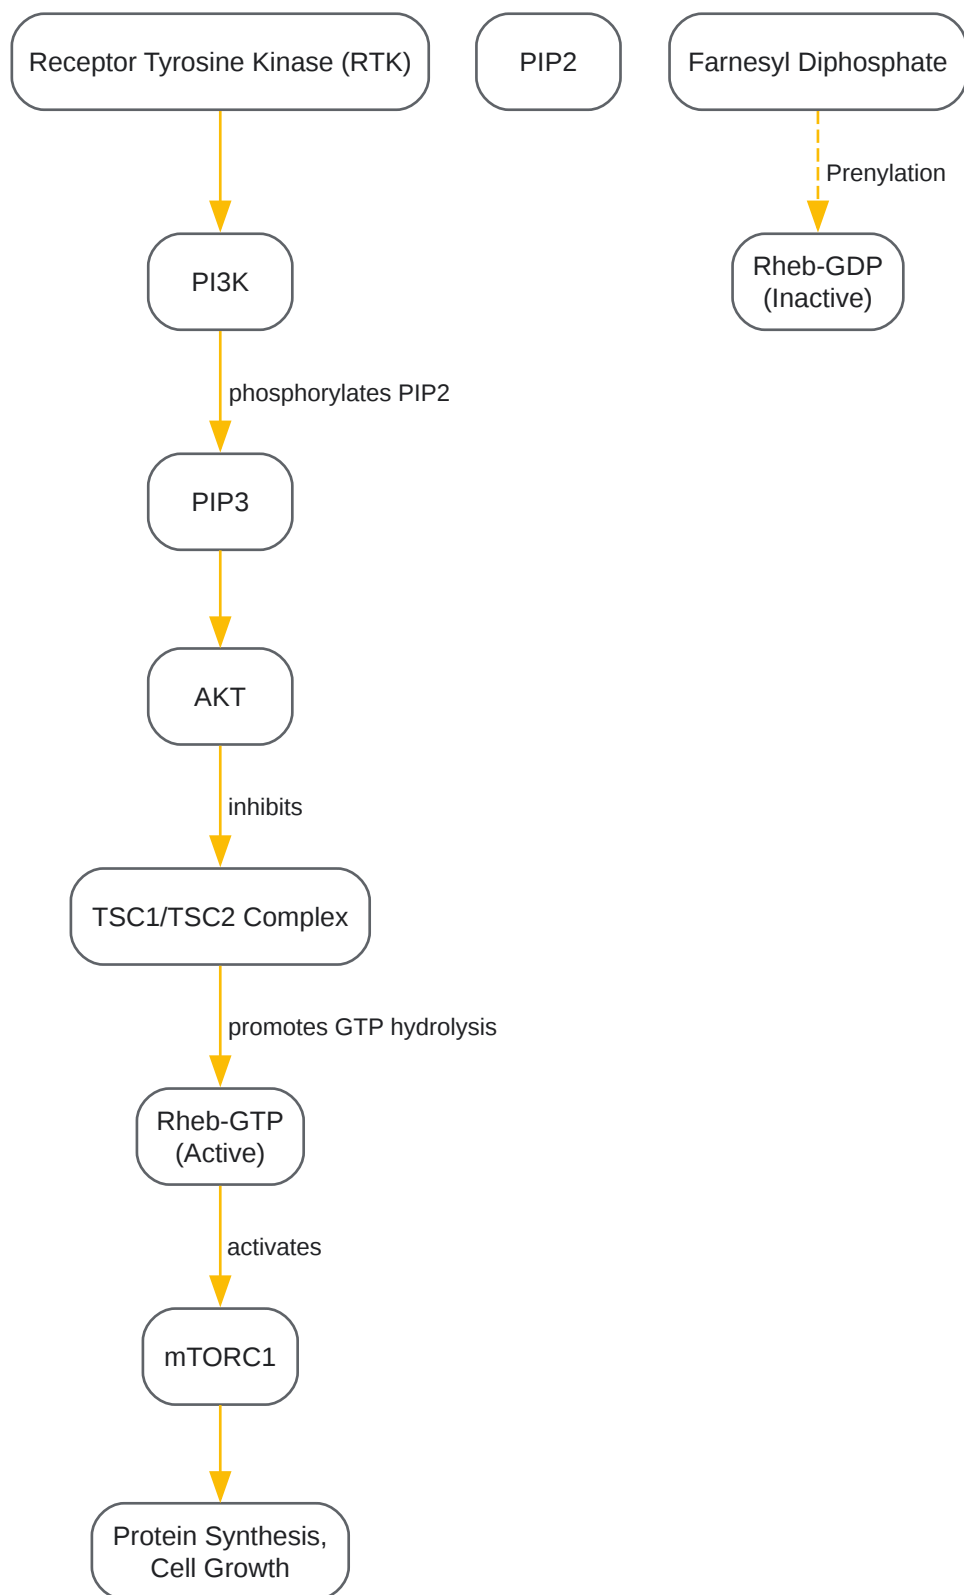 Receptor Tyrosine Kinase (RTK)
PIP2
Farnesyl Diphosphate
Prenylation
Rheb-GDP
(Inactive)
PI3K
phosphorylates PIP2
PIP3
AKT
inhibits
TSC1/TSC2 Complex
promotes GTP hydrolysis
Rheb-GTP
(Active)
activates
mTORC1
Protein Synthesis,
Cell Growth